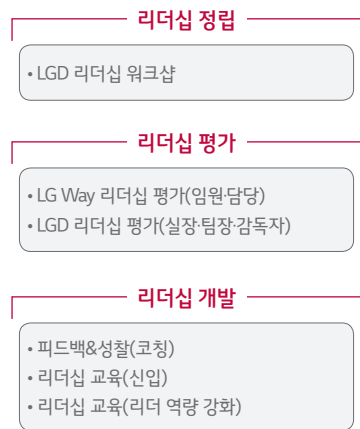 리더십 정립
• LGD 리더십 워크샵
리더십 평가
• LG Way 리더십 평가(임원·담당)
• LGD 리더십 평가(실장·팀장·감독자)
리더십 개발
• 피드백&성찰(코칭)
• 리더십 교육(신입)
• 리더십 교육(리더 역량 강화)